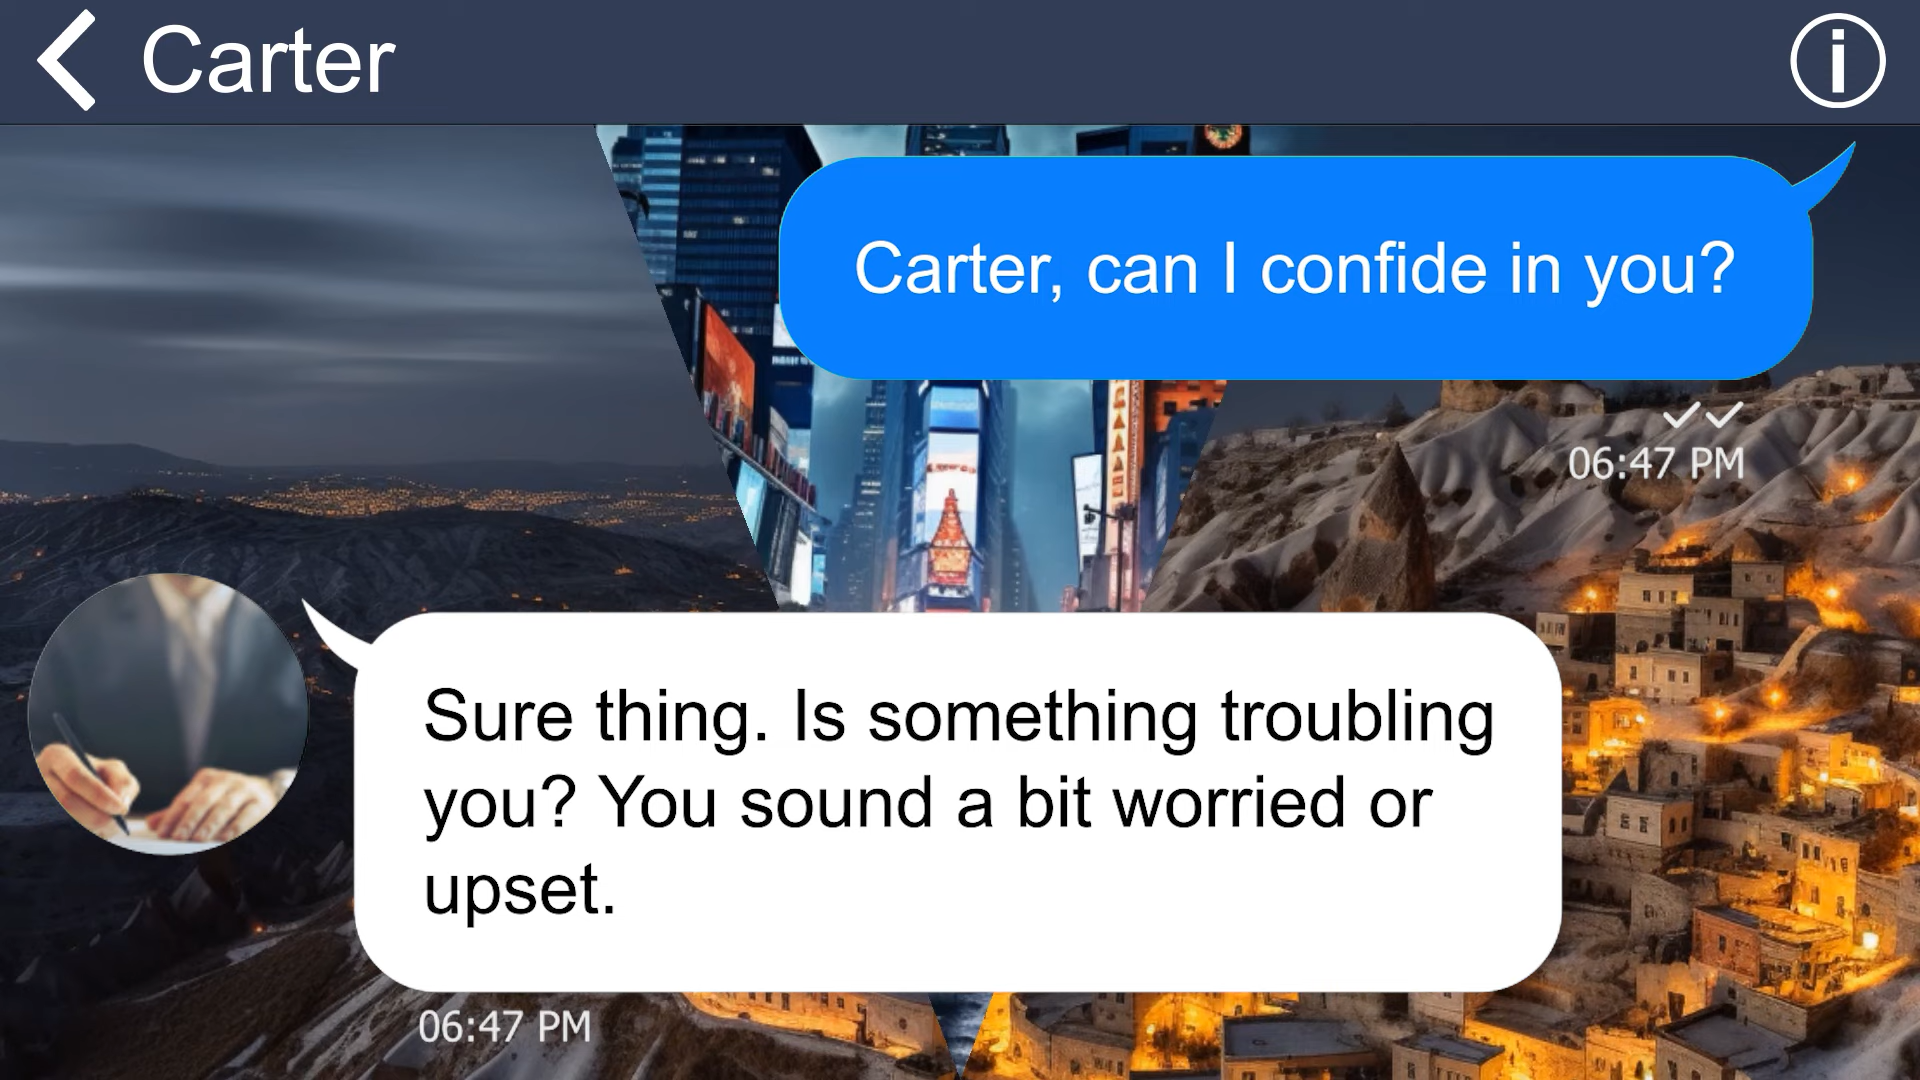 Carter
Carter, can I confide in you?
06:47 PM
Sure thing. Is something troubling
you? You sound a bit worried or
upset.
06:47 PM